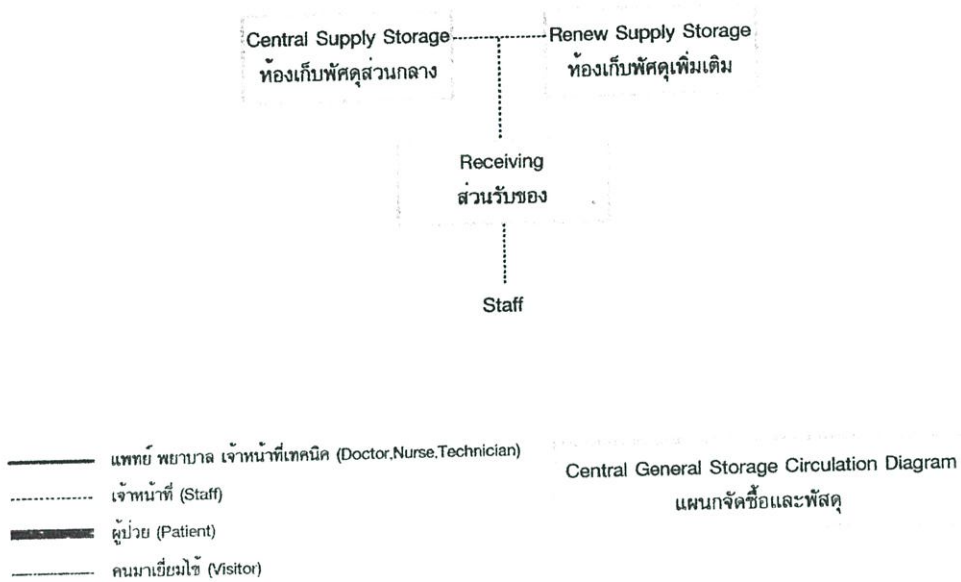 Central Supply Storage
ห้องเก็บพัศดุส่วนกลาง
Renew Supply Storage
ห้องเก็บพัศดุเพิ่มเติม
Receiving
ส่วนรับของ
Staff
แพทย์ พยาบาล เจ้าหน้าที่เทคนิค (Doctor,Nurse,Technician)
เจ้าหน้าที่ (Staff)
ผู้ป่วย (Patient)
คนมาเยี่ยมไข้ (Visitor)
Central General Storage Circulation Diagram
แผนกจัดซื้อและพัสดุ